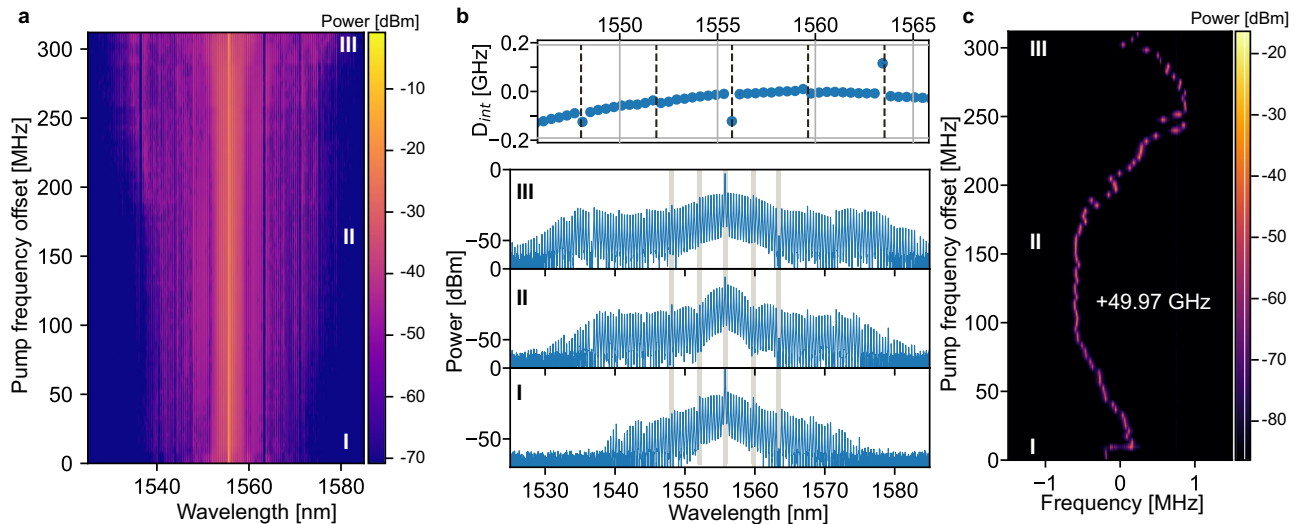 a
Power [dBm]
Pump frequency offset [MHz]
300
250
200
150
100
50
0
III
II
I
1540
1560
1580
Wavelength [nm]
-10
-20
-30
-40
-50
-60
-70
b
1550
1555
1560
1565
D_int [GHz]
0.2
0.0
−0.2
Power [dBm]
0
−50
0
−50
−50
III
II
I
1530
1540
1550
1560
1570
1580
Wavelength [nm]
c
Power [dBm]
Pump frequency offset [MHz]
300
250
200
150
100
50
0
III
II
+49.97 GHz
I
−1
0
1
Frequency [MHz]
-20
-30
-40
-50
-60
-70
-80